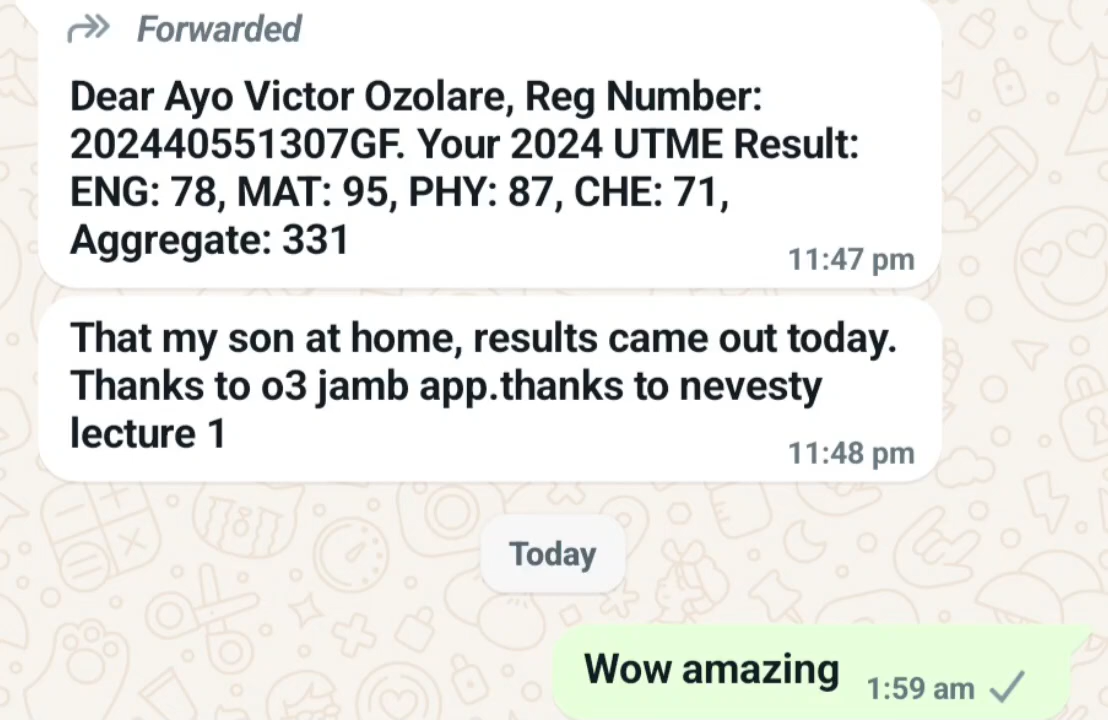 Forwarded
Dear Ayo Victor Ozolare, Reg Number:
202440551307GF. Your 2024 UTME Result:
ENG: 78, MAT: 95, PHY: 87, CHE: 71,
Aggregate: 331
11:47 pm
That my son at home, results came out today.
Thanks to o3 jamb app.thanks to nevesty
lecture 1
11:48 pm
Today
Wow amazing
1:59 am